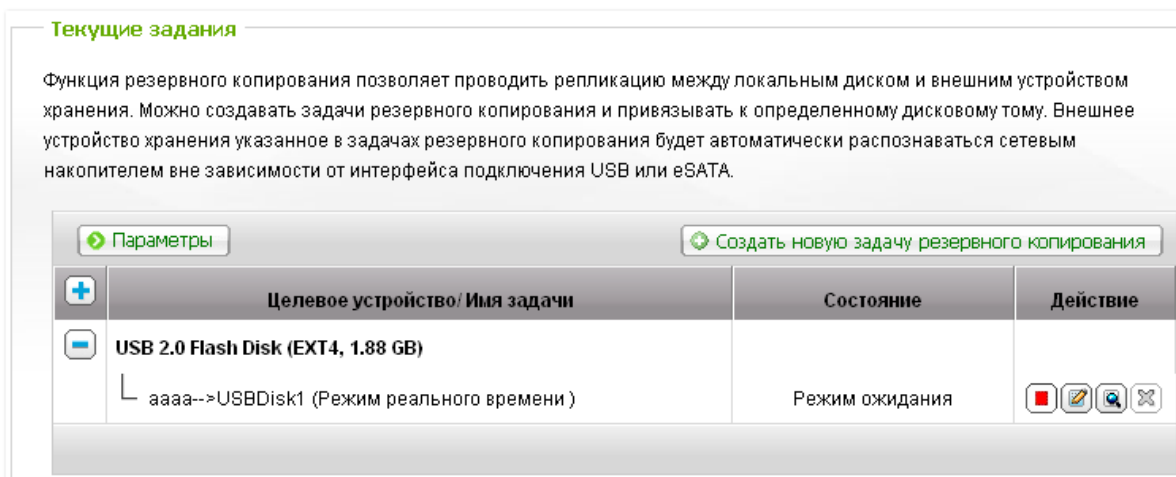 Текущие задания
Функция резервного копирования позволяет проводить репликацию между локальным диском и внешним устройством
хранения. Можно создавать задачи резервного копирования и привязывать к определенному дисковому тому. Внешнее
устройство хранения указанное в задачах резервного копирования будет автоматически распознаваться сетевым
накопителем вне зависимости от интерфейса подключения USB или eSATA.
Параметры
Создать новую задачу резервного копирования
Целевое устройство/ Имя задачи
Состояние
Действие
USB 2.0 Flash Disk (EXT4, 1.88 GB)
aaaa-->USBDisk1 (Режим реального времени )
Режим ожидания